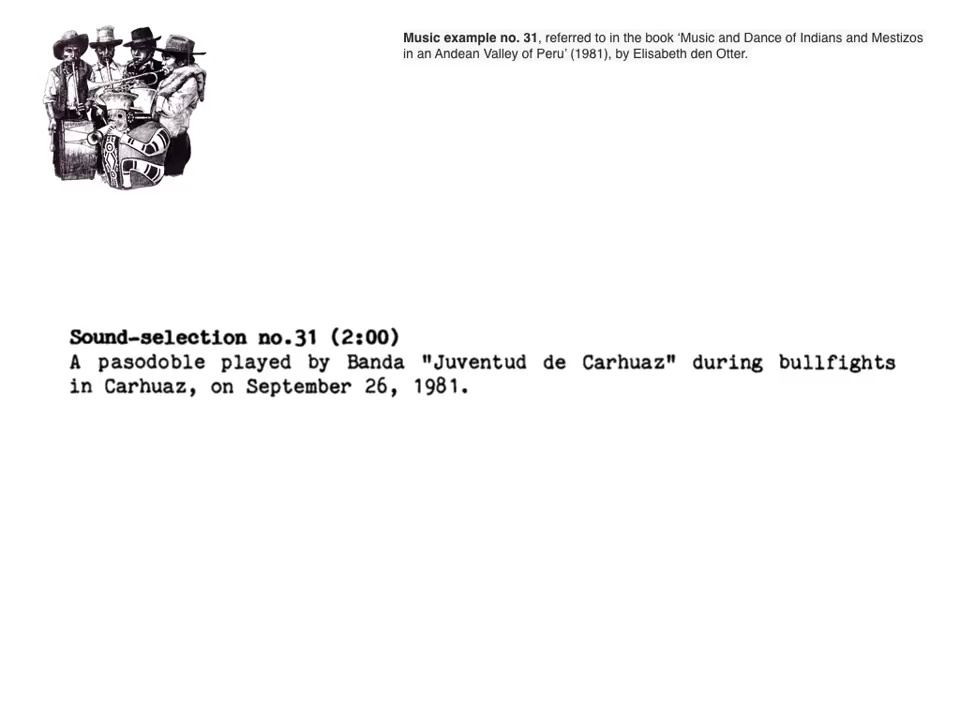 Music example no. 31, referred to in the book ‘Music and Dance of Indians and Mestizos
in an Andean Valley of Peru’ (1981), by Elisabeth den Otter.
Sound-selection no.31 (2:00)
A pasodoble played by Banda "Juventud de Carhuaz" during bullfights
in Carhuaz, on September 26, 1981.